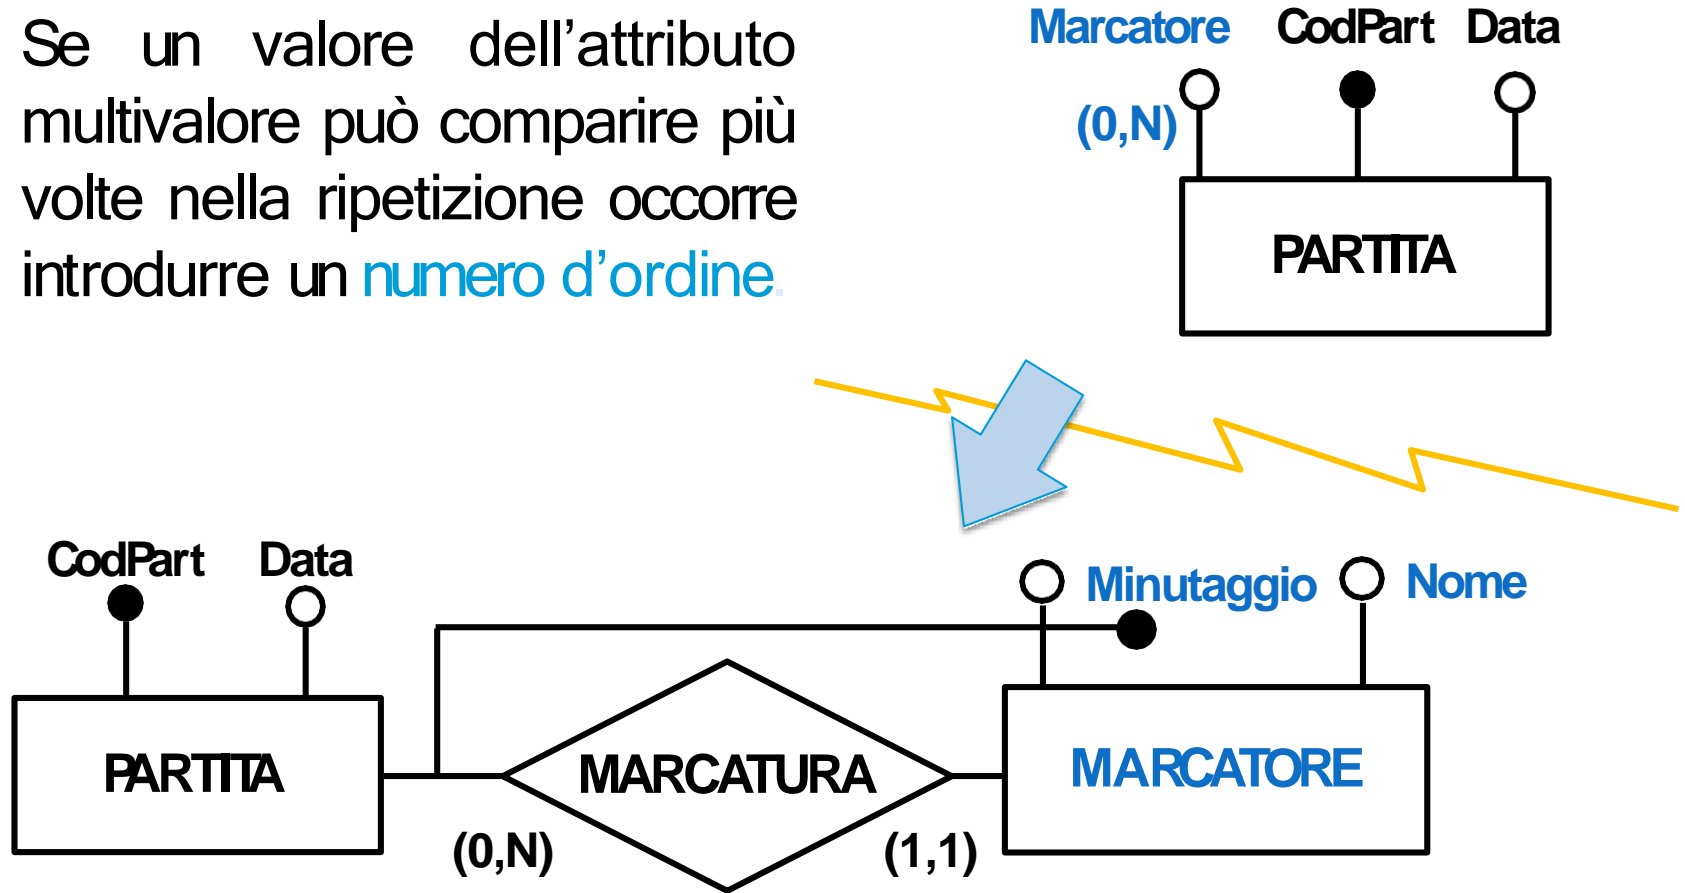 Se un valore dell'attributo
multivalore può comparire più
volte nella ripetizione occorre
introdurre un numero d'ordine.
Marcatore CodPart Data
(0,N)
PARTITA
CodPart Data
Minutaggio Nome
PARTITA
MARCATURA
MARCATORE
(0,N)
(1,1)